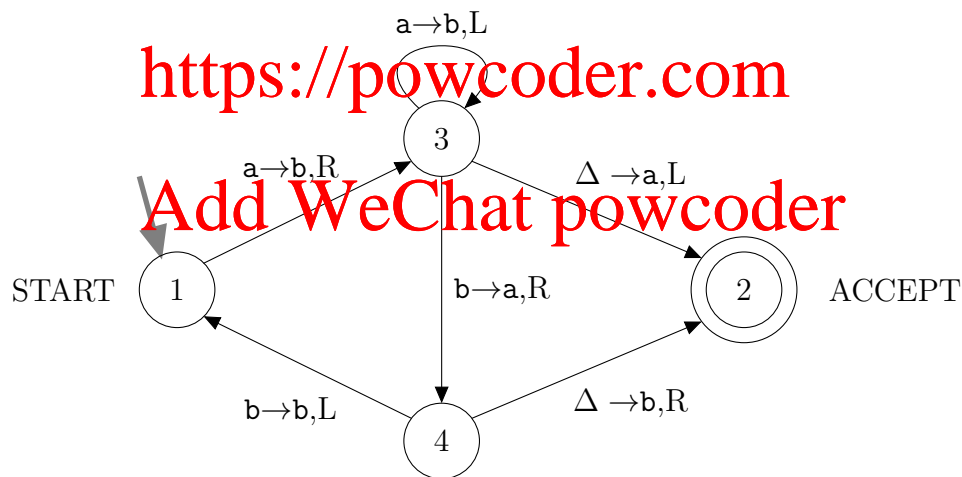 a→b,L
https://powcoder.com
3
a→b,R
Δ →a,L
Add WeChat powcoder
START
1
b→a,R
2
ACCEPT
b→b,L
Δ →b,R
4